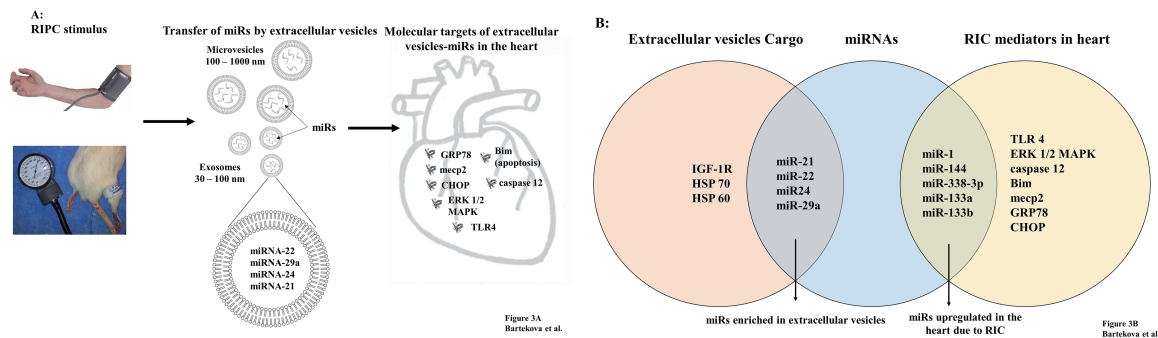 A:
RIPC stimulus
Transfer of miRs by extracellular vesicles
Microvesicles
100 – 1000 nm
miRs
Exosomes
30 – 100 nm
miRNA-22
miRNA-29a
miRNA-24
miRNA-21
Molecular targets of extracellular
vesicles-miRs in the heart
GRP78
mecp2
CHOP
ERK 1/2
MAPK
TLR4
Bim
(apoptosis)
caspase 12
Figure 3A
Bartekova et al.
B:
Extracellular vesicles Cargo
miRNAs
RIC mediators in heart
IGF-1R
HSP 70
HSP 60
miR-21
miR-22
miR24
miR-29a
miR-1
miR-144
miR-338-3p
miR-133a
miR-133b
TLR 4
ERK 1/2 MAPK
caspase 12
Bim
mecp2
GRP78
CHOP
miRs enriched in extracellular vesicles
miRs upregulated in the
heart due to RIC
Figure 3B
Bartekova et al